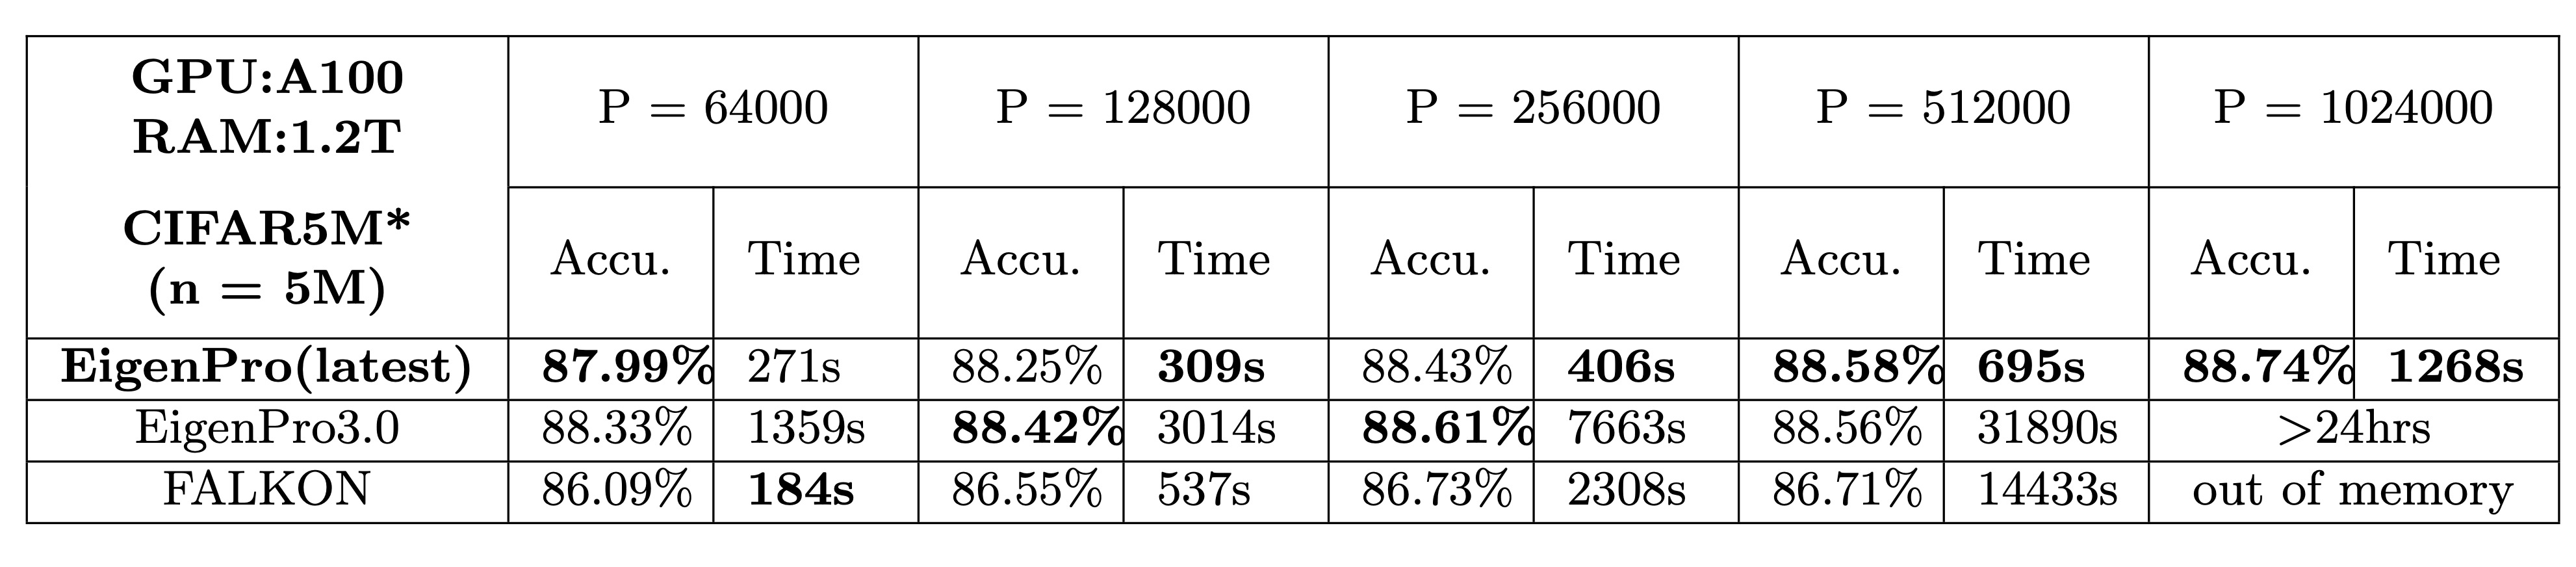 GPU:A100
RAM:1.2T
CIFAR5M*
(n = 5M)
P = 64000 P = 128000 P = 256000 P = 512000 P = 1024000
Accu. Time Accu. Time Accu. Time Accu. Time Accu. Time
EigenPro(latest) 87.99% 271s 88.25% 309s 88.43% 406s 88.58% 695s 88.74% 1268s
EigenPro3.0 88.33% 1359s 88.42% 3014s 88.61% 7663s 88.56% 31890s >24hrs
FALKON 86.09% 184s 86.55% 537s 86.73% 2308s 86.71% 14433s out of memory